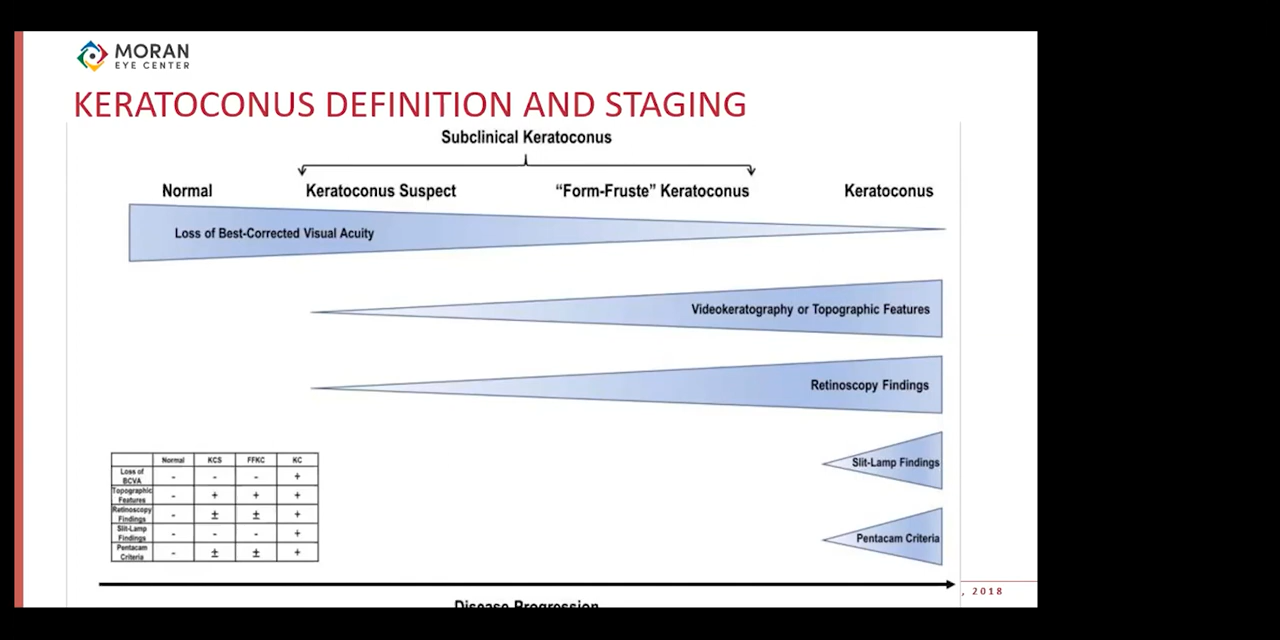 MORAN
EYE CENTER
KERATOCONUS DEFINITION AND STAGING
Subclinical Keratoconus
Normal Keratoconus Suspect "Form-Fruste" Keratoconus Keratoconus
Loss of Best-Corrected Visual Acuity
Videokeratography or Topographic Features
Retinoscopy Findings
Slit-Lamp Findings
Pentacam Criteria
Normal KCS FFKC KC
Loss of
BCVA - - - +
Topographic
Features - + + +
Retinoscopy
Findings - ± ± +
Slit-Lamp
Findings - - - +
Pentacam
Criteria - ± ± +
, 2018
Disease Progression